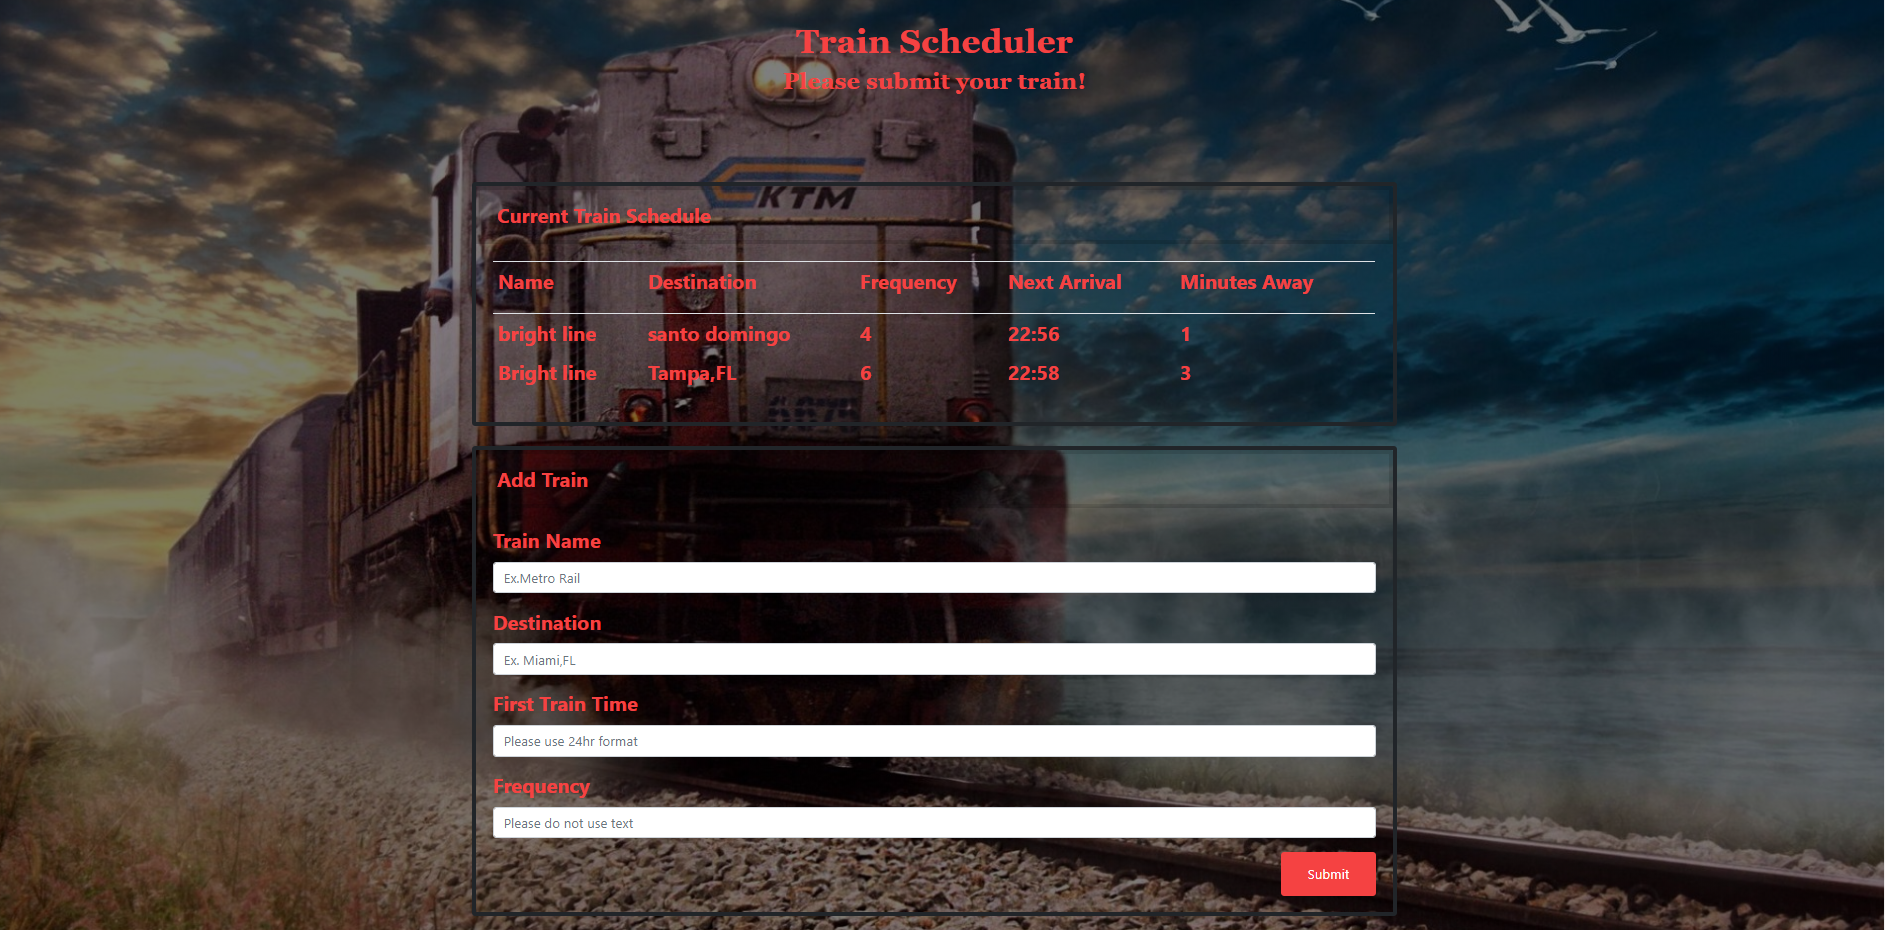 Train Scheduler
Please submit your train!
KTM
Current Train Schedule
Name Destination Frequency Next Arrival Minutes Away
bright line santo domingo 4 22:56 1
Bright line Tampa,FL 6 22:58 3
Add Train
Train Name
Ex.Metro Rail
Destination
Ex. Miami,FL
First Train Time
Please use 24hr format
Frequency
Please do not use text
Submit